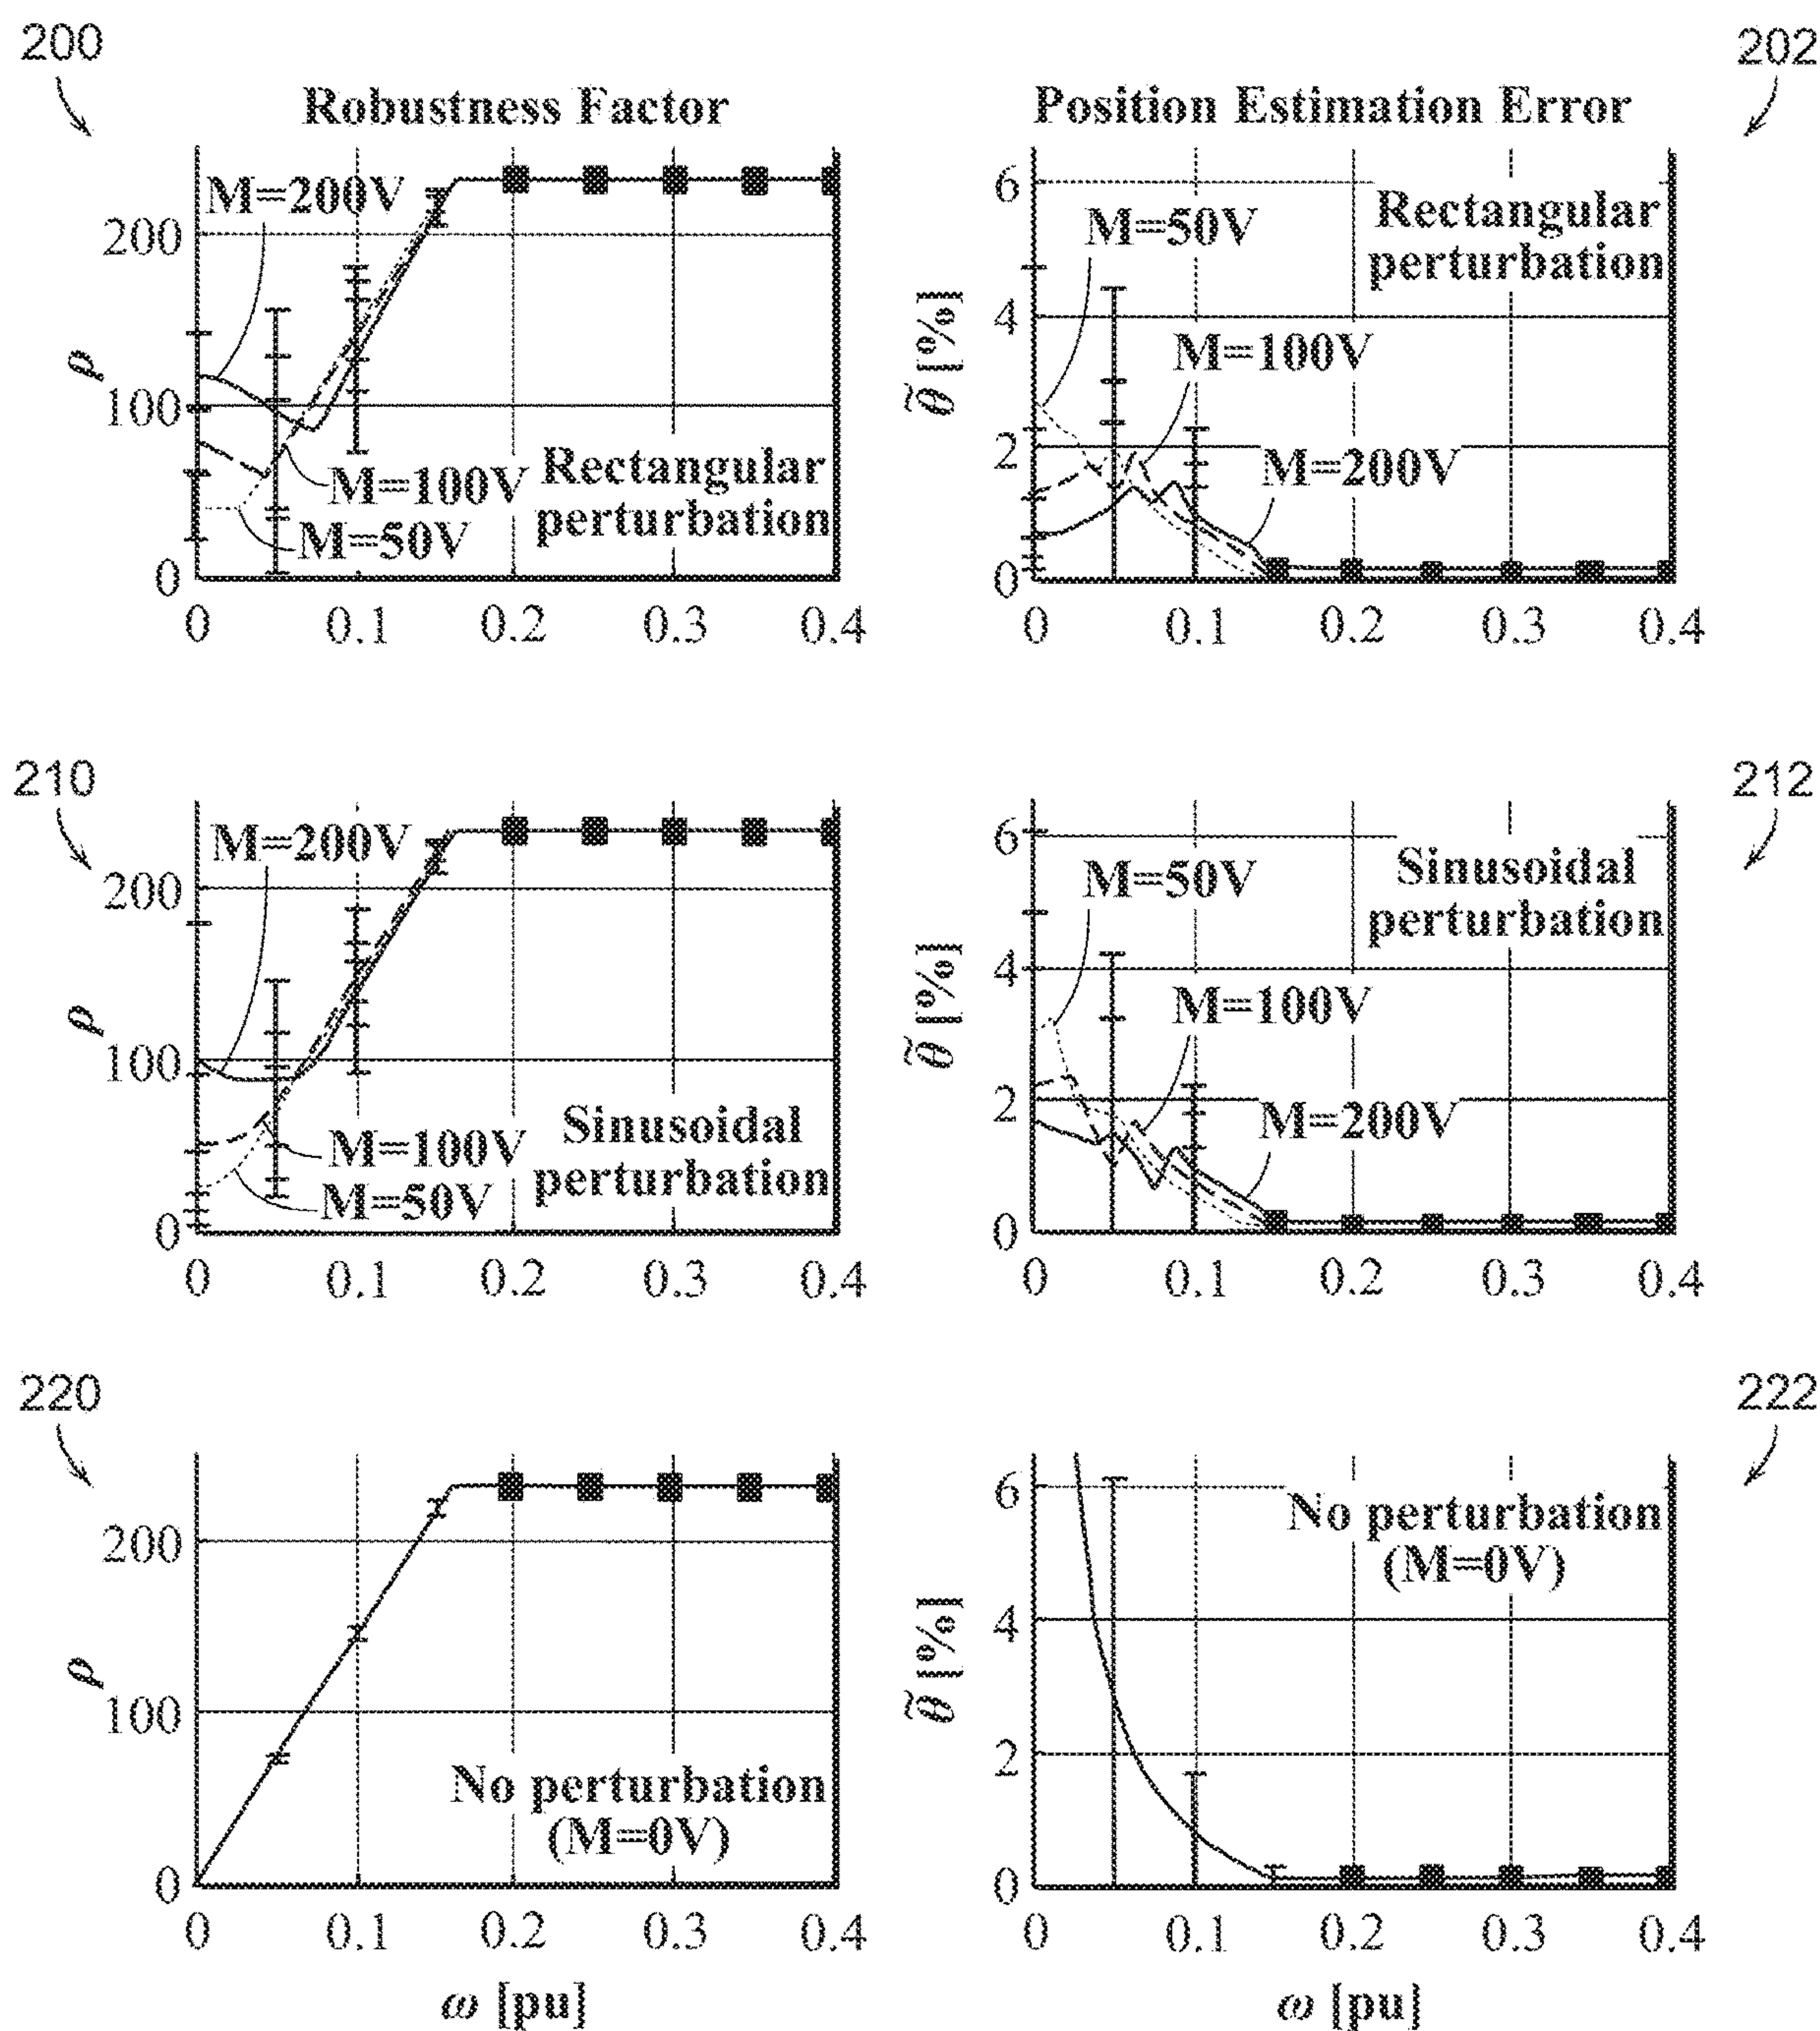 200
202
Robustness Factor
Position Estimation Error
M=200V
200
100
0
ρ
M=100V
M=50V
Rectangular
perturbation
0 0.1 0.2 0.3 0.4
6
4
2
0
θ̃ [%]
M=50V
M=100V
M=200V
Rectangular
perturbation
0 0.1 0.2 0.3 0.4
210
212
M=200V
200
100
0
ρ
M=100V
M=50V
Sinusoidal
perturbation
0 0.1 0.2 0.3 0.4
6
4
2
0
θ̃ [%]
M=50V
M=100V
M=200V
Sinusoidal
perturbation
0 0.1 0.2 0.3 0.4
220
222
200
100
0
ρ
No perturbation
(M=0V)
0 0.1 0.2 0.3 0.4
ω [pu]
6
4
2
0
θ̃ [%]
No perturbation
(M=0V)
0 0.1 0.2 0.3 0.4
ω [pu]